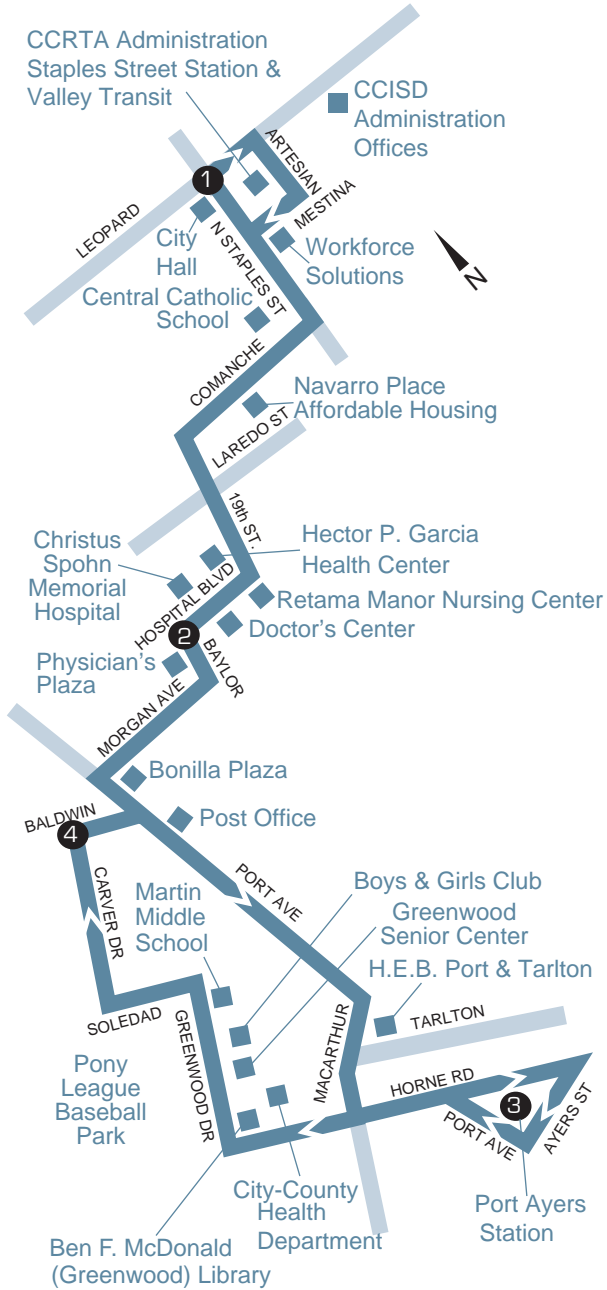 CCRTA Administration
Staples Street Station &
Valley Transit
CCISD
Administration
Offices
ARTESIAN
MESTINA
1
LEOPARD
City
Hall
N STAPLES ST
Workforce
Solutions
N
Central Catholic
School
COMANCHE
Navarro Place
Affordable Housing
LAREDO ST
19th ST.
Christus
Spohn
Memorial
Hospital
Hector P. Garcia
Health Center
HOSPITAL BLVD
Retama Manor Nursing Center
Doctor's Center
2
BAYLOR
Physician's
Plaza
MORGAN AVE
Bonilla Plaza
BALDWIN
Post Office
4
CARVER DR
PORT AVE
Martin
Middle
School
Boys & Girls Club
Greenwood
Senior Center
H.E.B. Port & Tarlton
TARLTON
SOLEDAD
GREENWOOD DR
MACARTHUR
Pony
League
Baseball
Park
HORNE RD
3
PORT AVE
AYERS ST
City-County
Health
Department
Port Ayers
Station
Ben F. McDonald
(Greenwood) Library